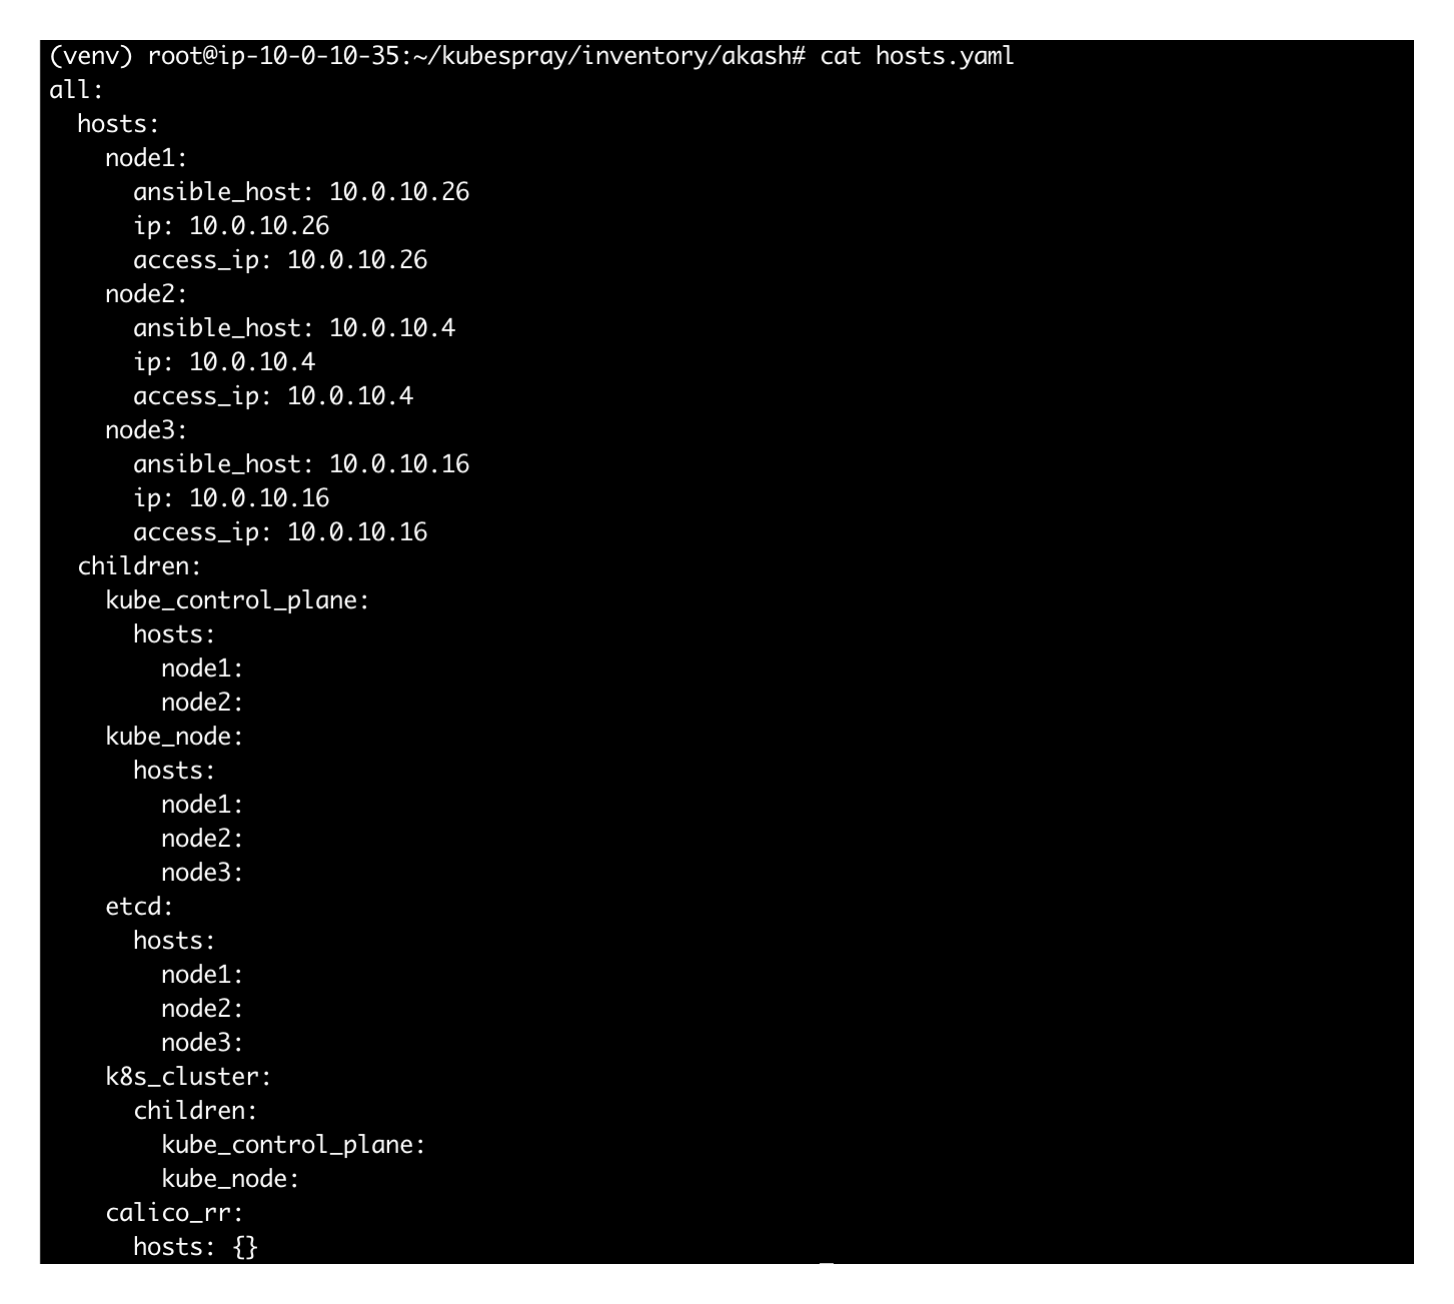 (venv) root@ip-10-0-10-35:~/kubespray/inventory/akash# cat hosts.yaml
all:
  hosts:
    node1:
      ansible_host: 10.0.10.26
      ip: 10.0.10.26
      access_ip: 10.0.10.26
    node2:
      ansible_host: 10.0.10.4
      ip: 10.0.10.4
      access_ip: 10.0.10.4
    node3:
      ansible_host: 10.0.10.16
      ip: 10.0.10.16
      access_ip: 10.0.10.16
  children:
    kube_control_plane:
      hosts:
        node1:
        node2:
    kube_node:
      hosts:
        node1:
        node2:
        node3:
    etcd:
      hosts:
        node1:
        node2:
        node3:
    k8s_cluster:
      children:
        kube_control_plane:
        kube_node:
    calico_rr:
      hosts: {}